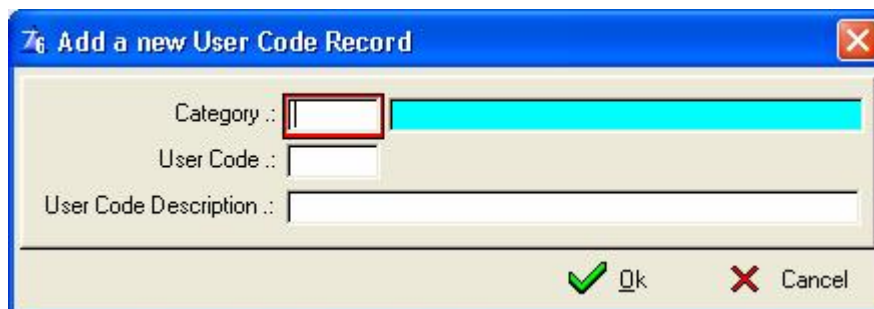 Add a new User Code Record
Category .:
User Code .:
User Code Description .:
Ok Cancel